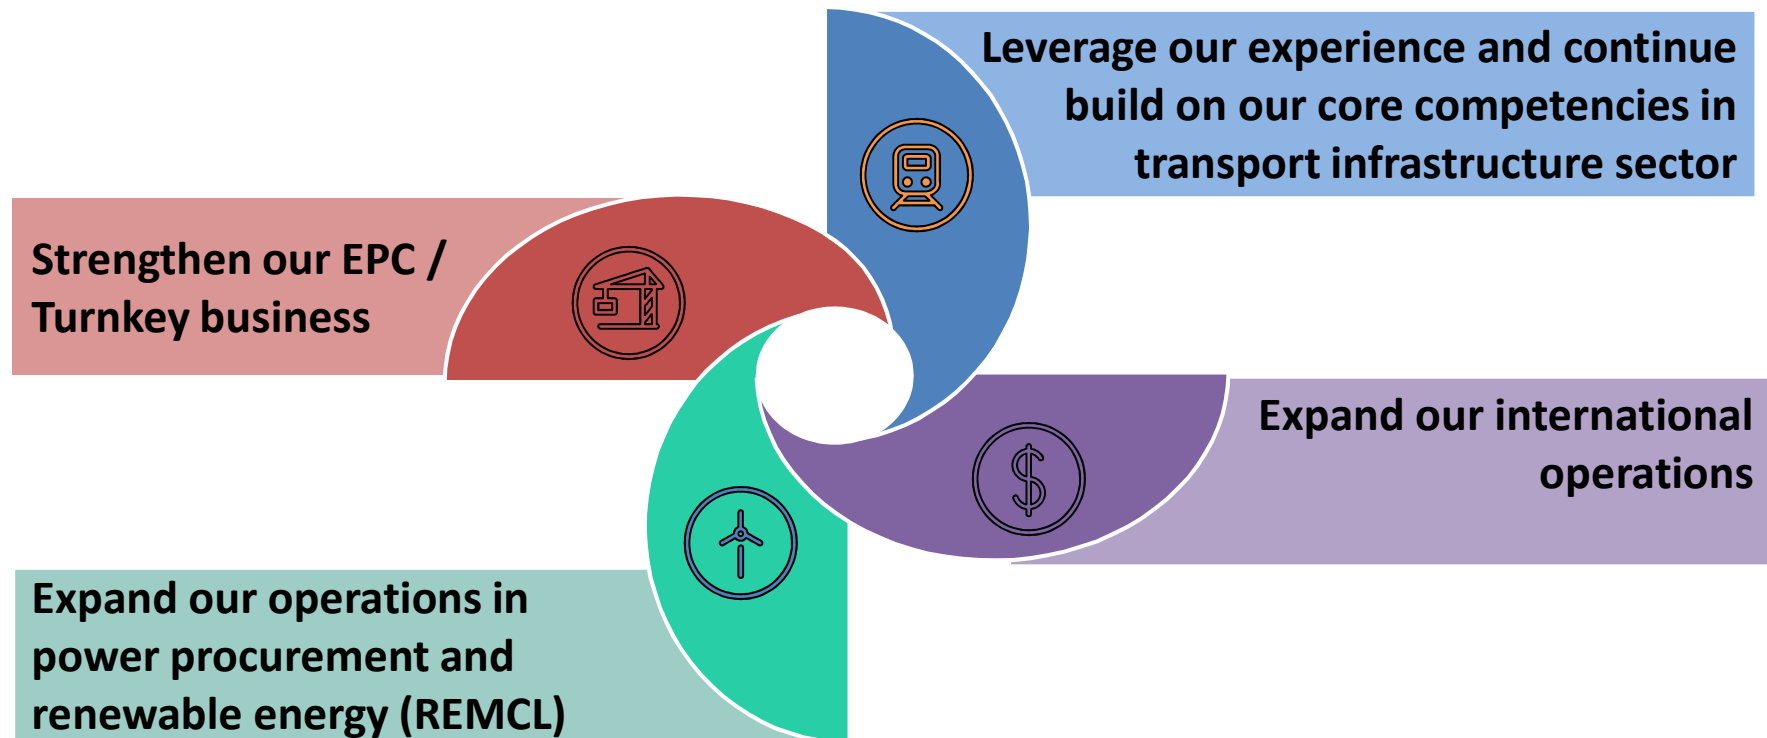 Leverage our experience and continue
build on our core competencies in
transport infrastructure sector
Strengthen our EPC /
Turnkey business
Expand our international
operations
Expand our operations in
power procurement and
renewable energy (REMCL)